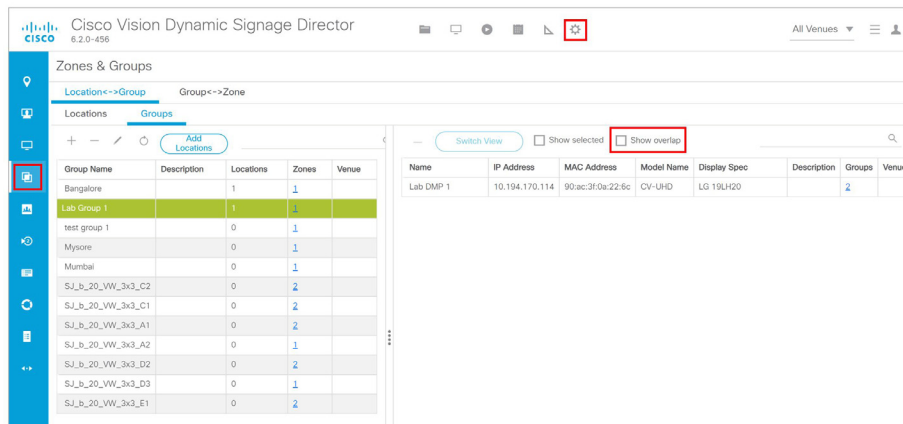 Cisco Vision Dynamic Signage Director
CISCO
6.2.0-456
All Venues
Zones & Groups
Location<->Group Group<->Zone
Locations Groups
Add Locations
Switch View Show selected Show overlap
Group Name Description Locations Zones Venue
Bangalore 1 1
Lab Group 1 1 1
test group 1 0 1
Mysore 0 1
Mumbai 0 1
SJ_b_20_VW_3x3_C2 0 2
SJ_b_20_VW_3x3_C1 0 2
SJ_b_20_VW_3x3_A1 0 2
SJ_b_20_VW_3x3_A2 0 1
SJ_b_20_VW_3x3_D2 0 2
SJ_b_20_VW_3x3_D3 0 1
SJ_b_20_VW_3x3_E1 0 2
Name IP Address MAC Address Model Name Display Spec Description Groups Venu
Lab DMP 1 10.194.170.114 90:ac:3f:0a:22:6c CV-UHD LG 19LH20 2